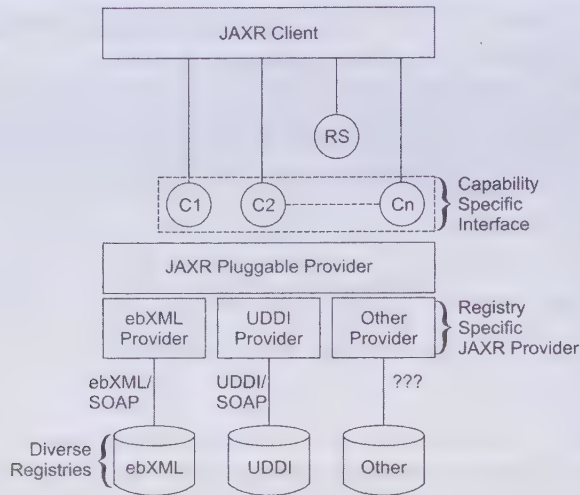 JAXR Client
RS
C1
C2
Cn
Capability
Specific
Interface
JAXR Pluggable Provider
ebXML
Provider
UDDI
Provider
Other
Provider
Registry
Specific
JAXR Provider
ebXML/
SOAP
UDDI/
SOAP
???
Diverse
Registries
ebXML
UDDI
Other